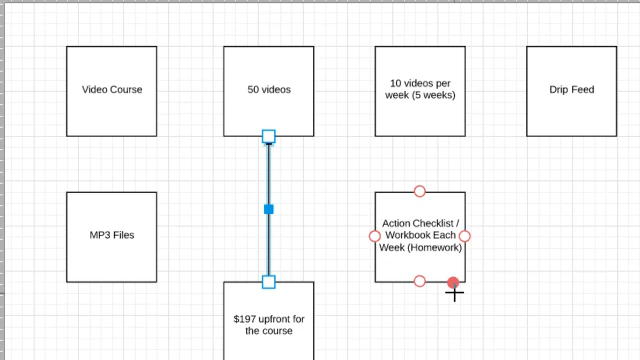 Video Course
50 videos
10 videos per
week (5 weeks)
Drip Feed
MP3 Files
Action Checklist /
Workbook Each
Week (Homework)
$197 upfront for
the course